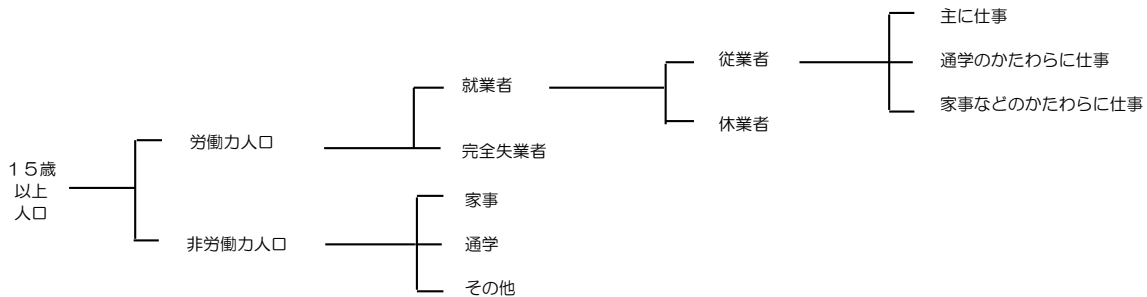 １５歳
以上
人口
労働力人口
非労働力人口
就業者
完全失業者
家事
通学
その他
従業者
休業者
主に仕事
通学のかたわらに仕事
家事などのかたわらに仕事